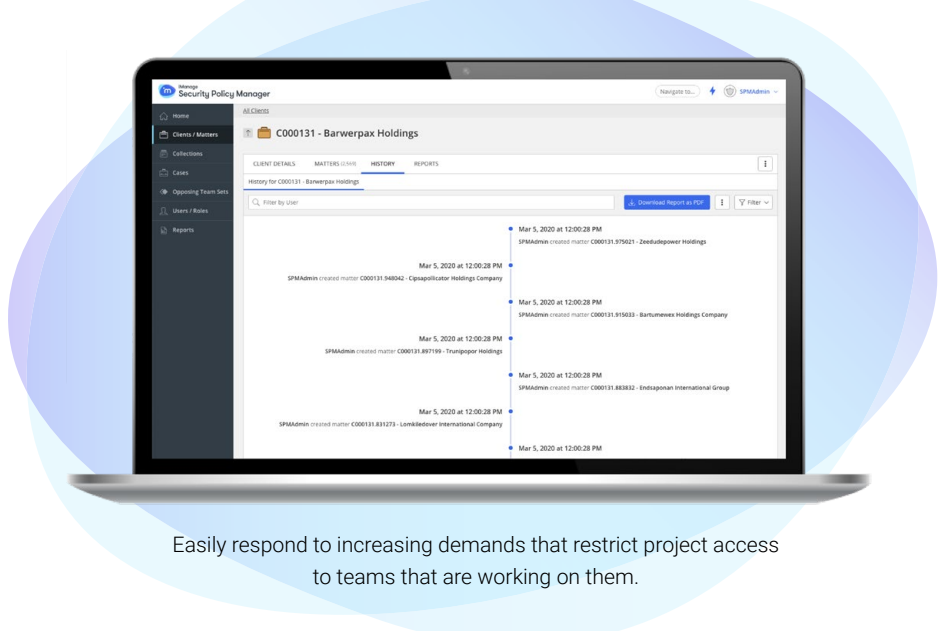 iManage
Security Policy Manager
Navigate to...
SPMAdmin
All Clients
Home
Clients / Matters
Collections
Cases
Opposing Team Sets
Users / Roles
Reports
C000131 - Barwerpax Holdings
CLIENT DETAILS MATTERS HISTORY REPORTS
History for C000131 - Barwerpax Holdings
Filter by User
Download Report as PDF
Filter
Mar 5, 2020 at 12:00:28 PM
SPMAdmin created matter C000131.975021 - Zeedudepower Holdings
Mar 5, 2020 at 12:00:28 PM
SPMAdmin created matter C000131.948042 - Cipsapollicator Holdings Company
Mar 5, 2020 at 12:00:28 PM
SPMAdmin created matter C000131.915033 - Bartumewex Holdings Company
Mar 5, 2020 at 12:00:28 PM
SPMAdmin created matter C000131.897199 - Trunipopor Holdings
Mar 5, 2020 at 12:00:28 PM
SPMAdmin created matter C000131.883832 - Endsaponan International Group
Mar 5, 2020 at 12:00:28 PM
SPMAdmin created matter C000131.831273 - Lomkiledover International Company
Mar 5, 2020 at 12:00:28 PM
Easily respond to increasing demands that restrict project access
to teams that are working on them.